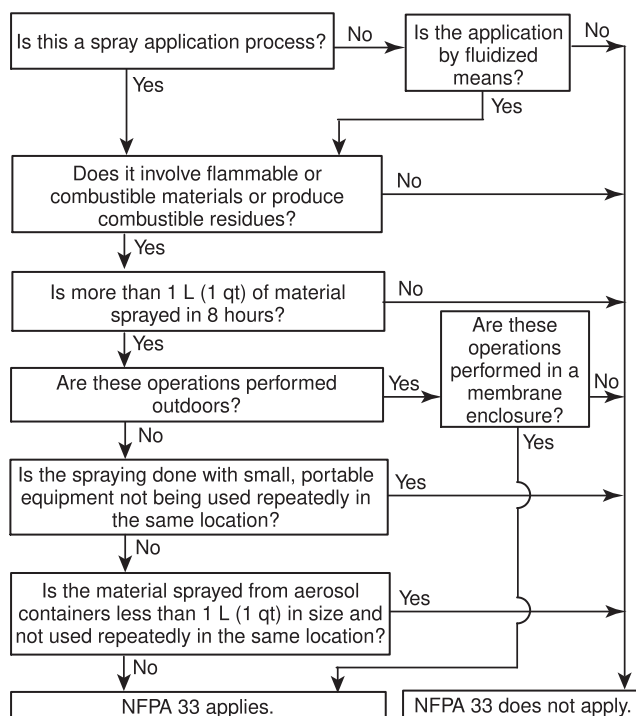 Is this a spray application process?
No
Is the application
by fluidized
means?
No
Yes
Yes
Does it involve flammable or
combustible materials or produce
combustible residues?
No
Yes
Is more than 1 L (1 qt) of material
sprayed in 8 hours?
No
Yes
Are these operations performed
outdoors?
Yes
Are these
operations
performed in a
membrane
enclosure?
No
Yes
No
Is the spraying done with small, portable
equipment not being used repeatedly in
the same location?
Yes
No
Is the material sprayed from aerosol
containers less than 1 L (1 qt) in size and
not used repeatedly in the same location?
Yes
No
NFPA 33 applies.
NFPA 33 does not apply.